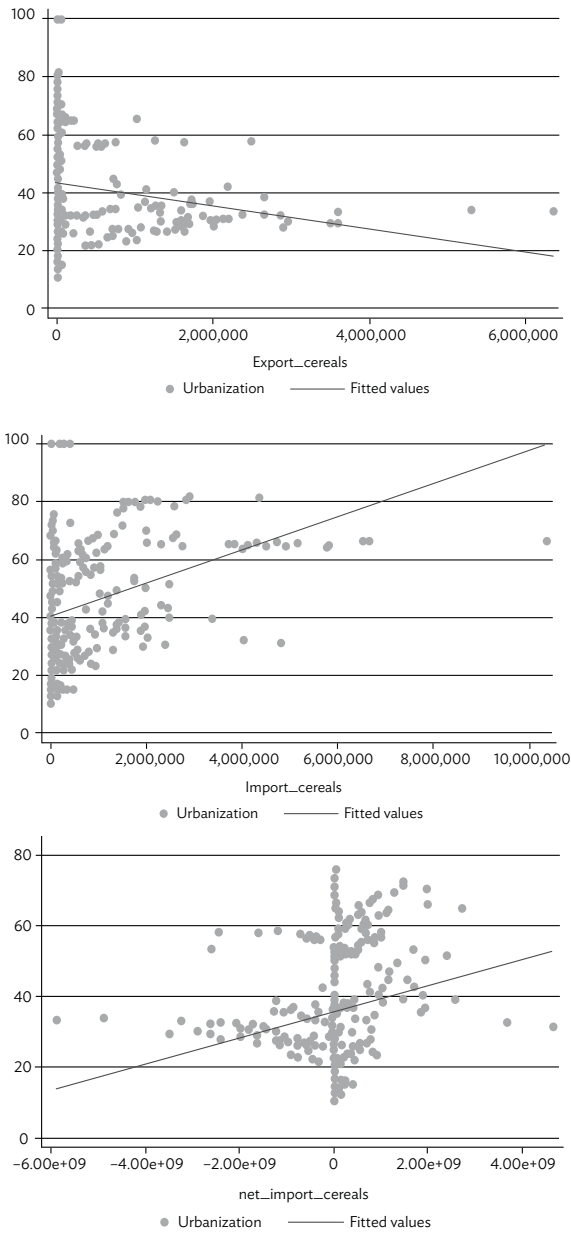 100
80
60
40
20
0
0 2,000,000 4,000,000 6,000,000
Export_cereals
Urbanization Fitted values
100
80
60
40
20
0
0 2,000,000 4,000,000 6,000,000 8,000,000 10,000,000
Import_cereals
Urbanization Fitted values
80
60
40
20
0
−6.00e+09 −4.00e+09 −2.00e+09 0 2.00e+09 4.00e+09
net_import_cereals
Urbanization Fitted values